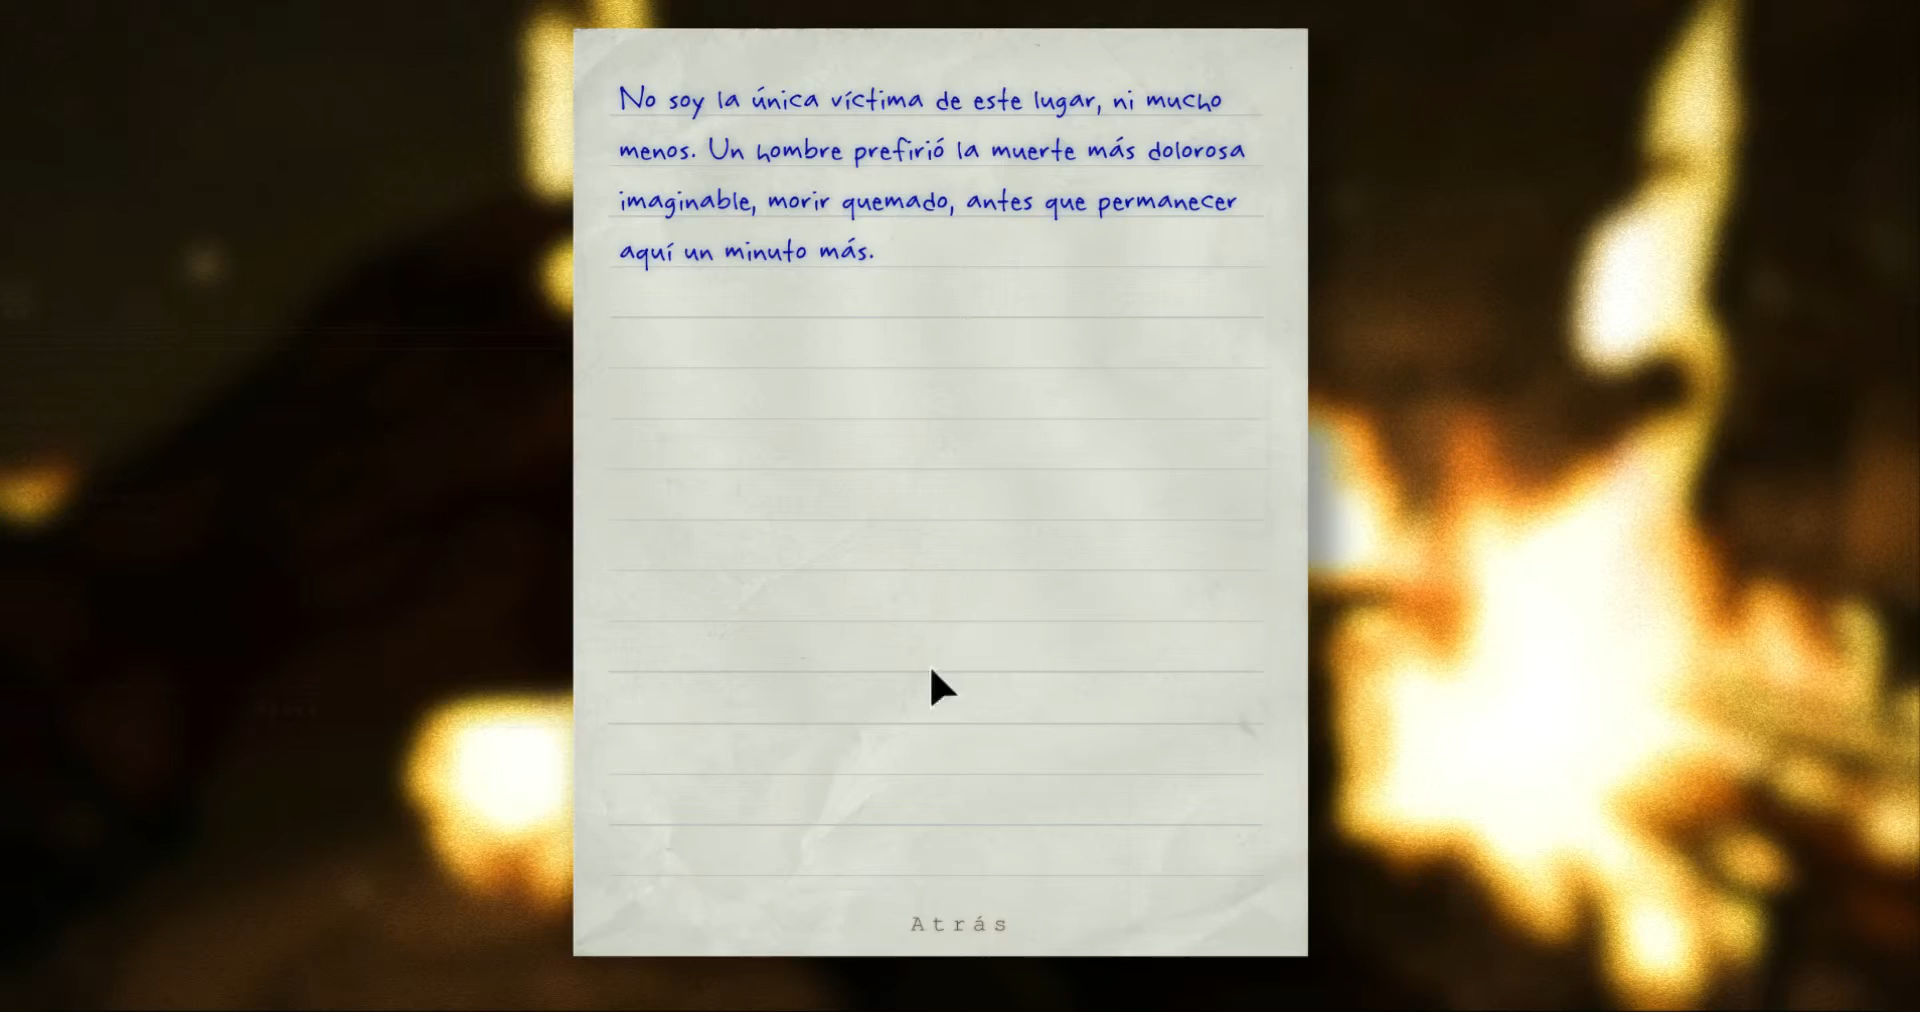 No soy la única víctima de este lugar, ni mucho
menos. Un hombre prefirió la muerte más dolorosa
imaginable, morir quemado, antes que permanecer
aquí un minuto más.
Atrás